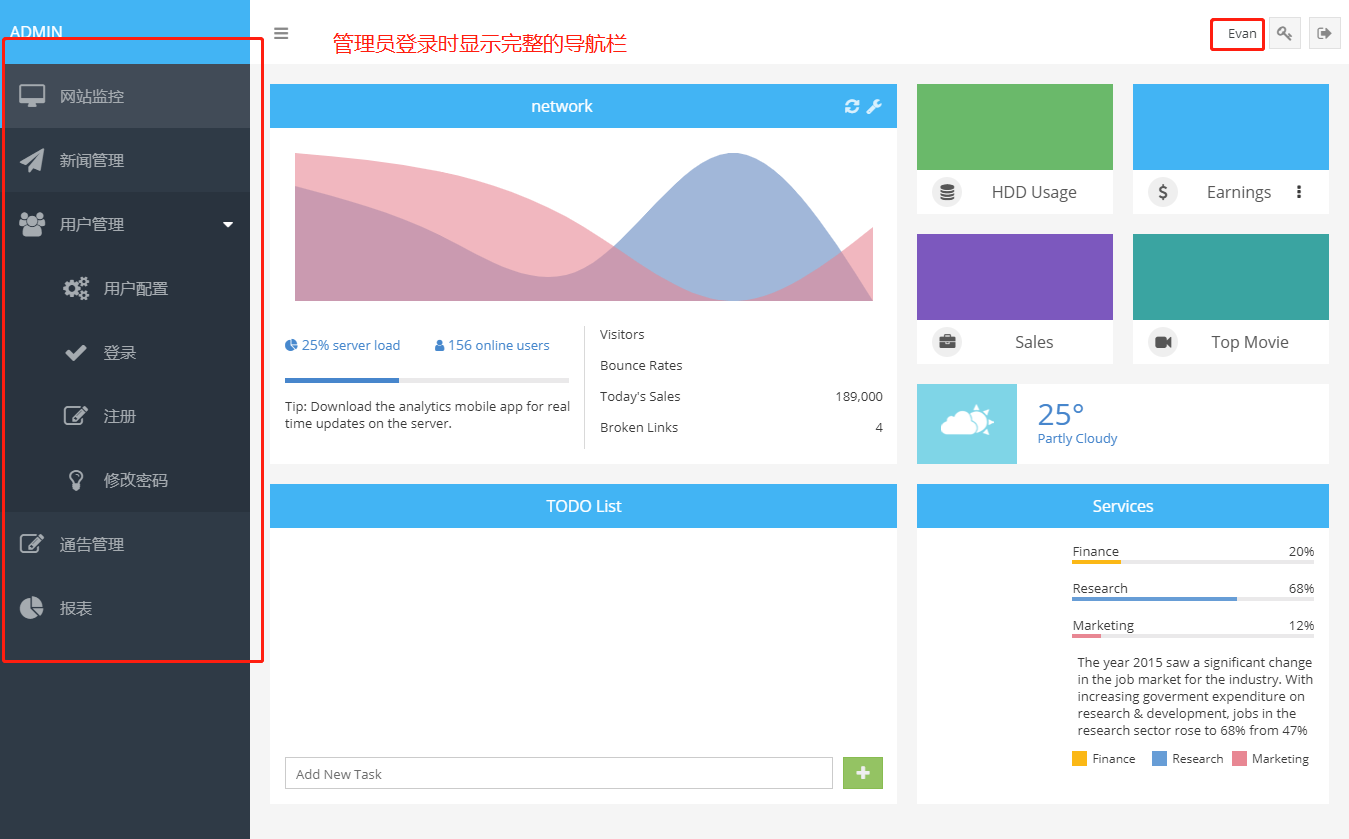 ADMIN
管理员登录时显示完整的导航栏
Evan
网站监控
新闻管理
用户管理
用户配置
登录
注册
修改密码
通告管理
报表
network
25% server load
156 online users
Tip: Download the analytics mobile app for real
time updates on the server.
Visitors
Bounce Rates
Today's Sales 189,000
Broken Links 4
HDD Usage
Earnings
Sales
Top Movie
25°
Partly Cloudy
TODO List
Add New Task
Services
Finance 20%
Research 68%
Marketing 12%
The year 2015 saw a significant change
in the job market for the industry. With
increasing goverment expenditure on
research & development, jobs in the
research sector rose to 68% from 47%
Finance Research Marketing